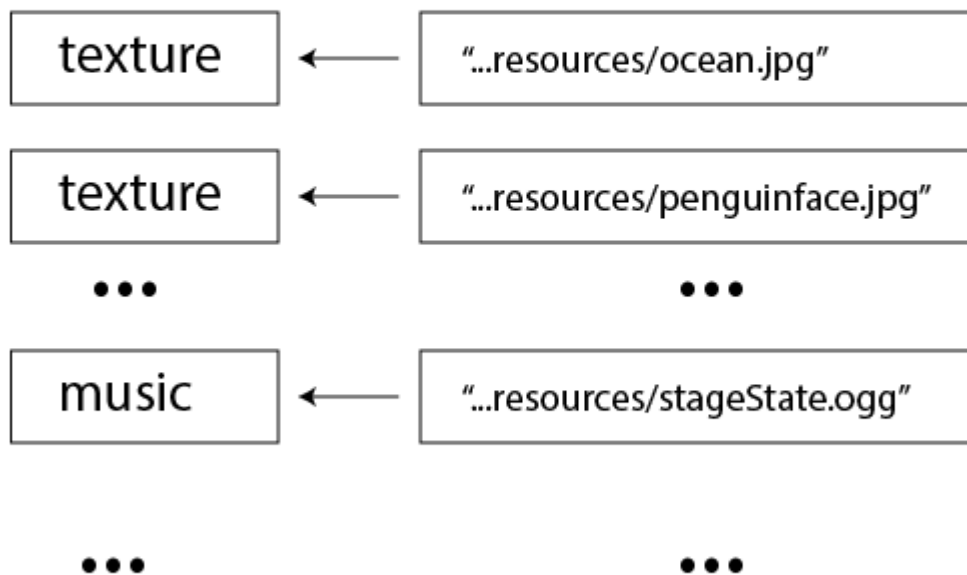 texture “...resources/ocean.jpg”
texture “...resources/penguinface.jpg”
••• •••
music “...resources/stageState.ogg”
••• •••